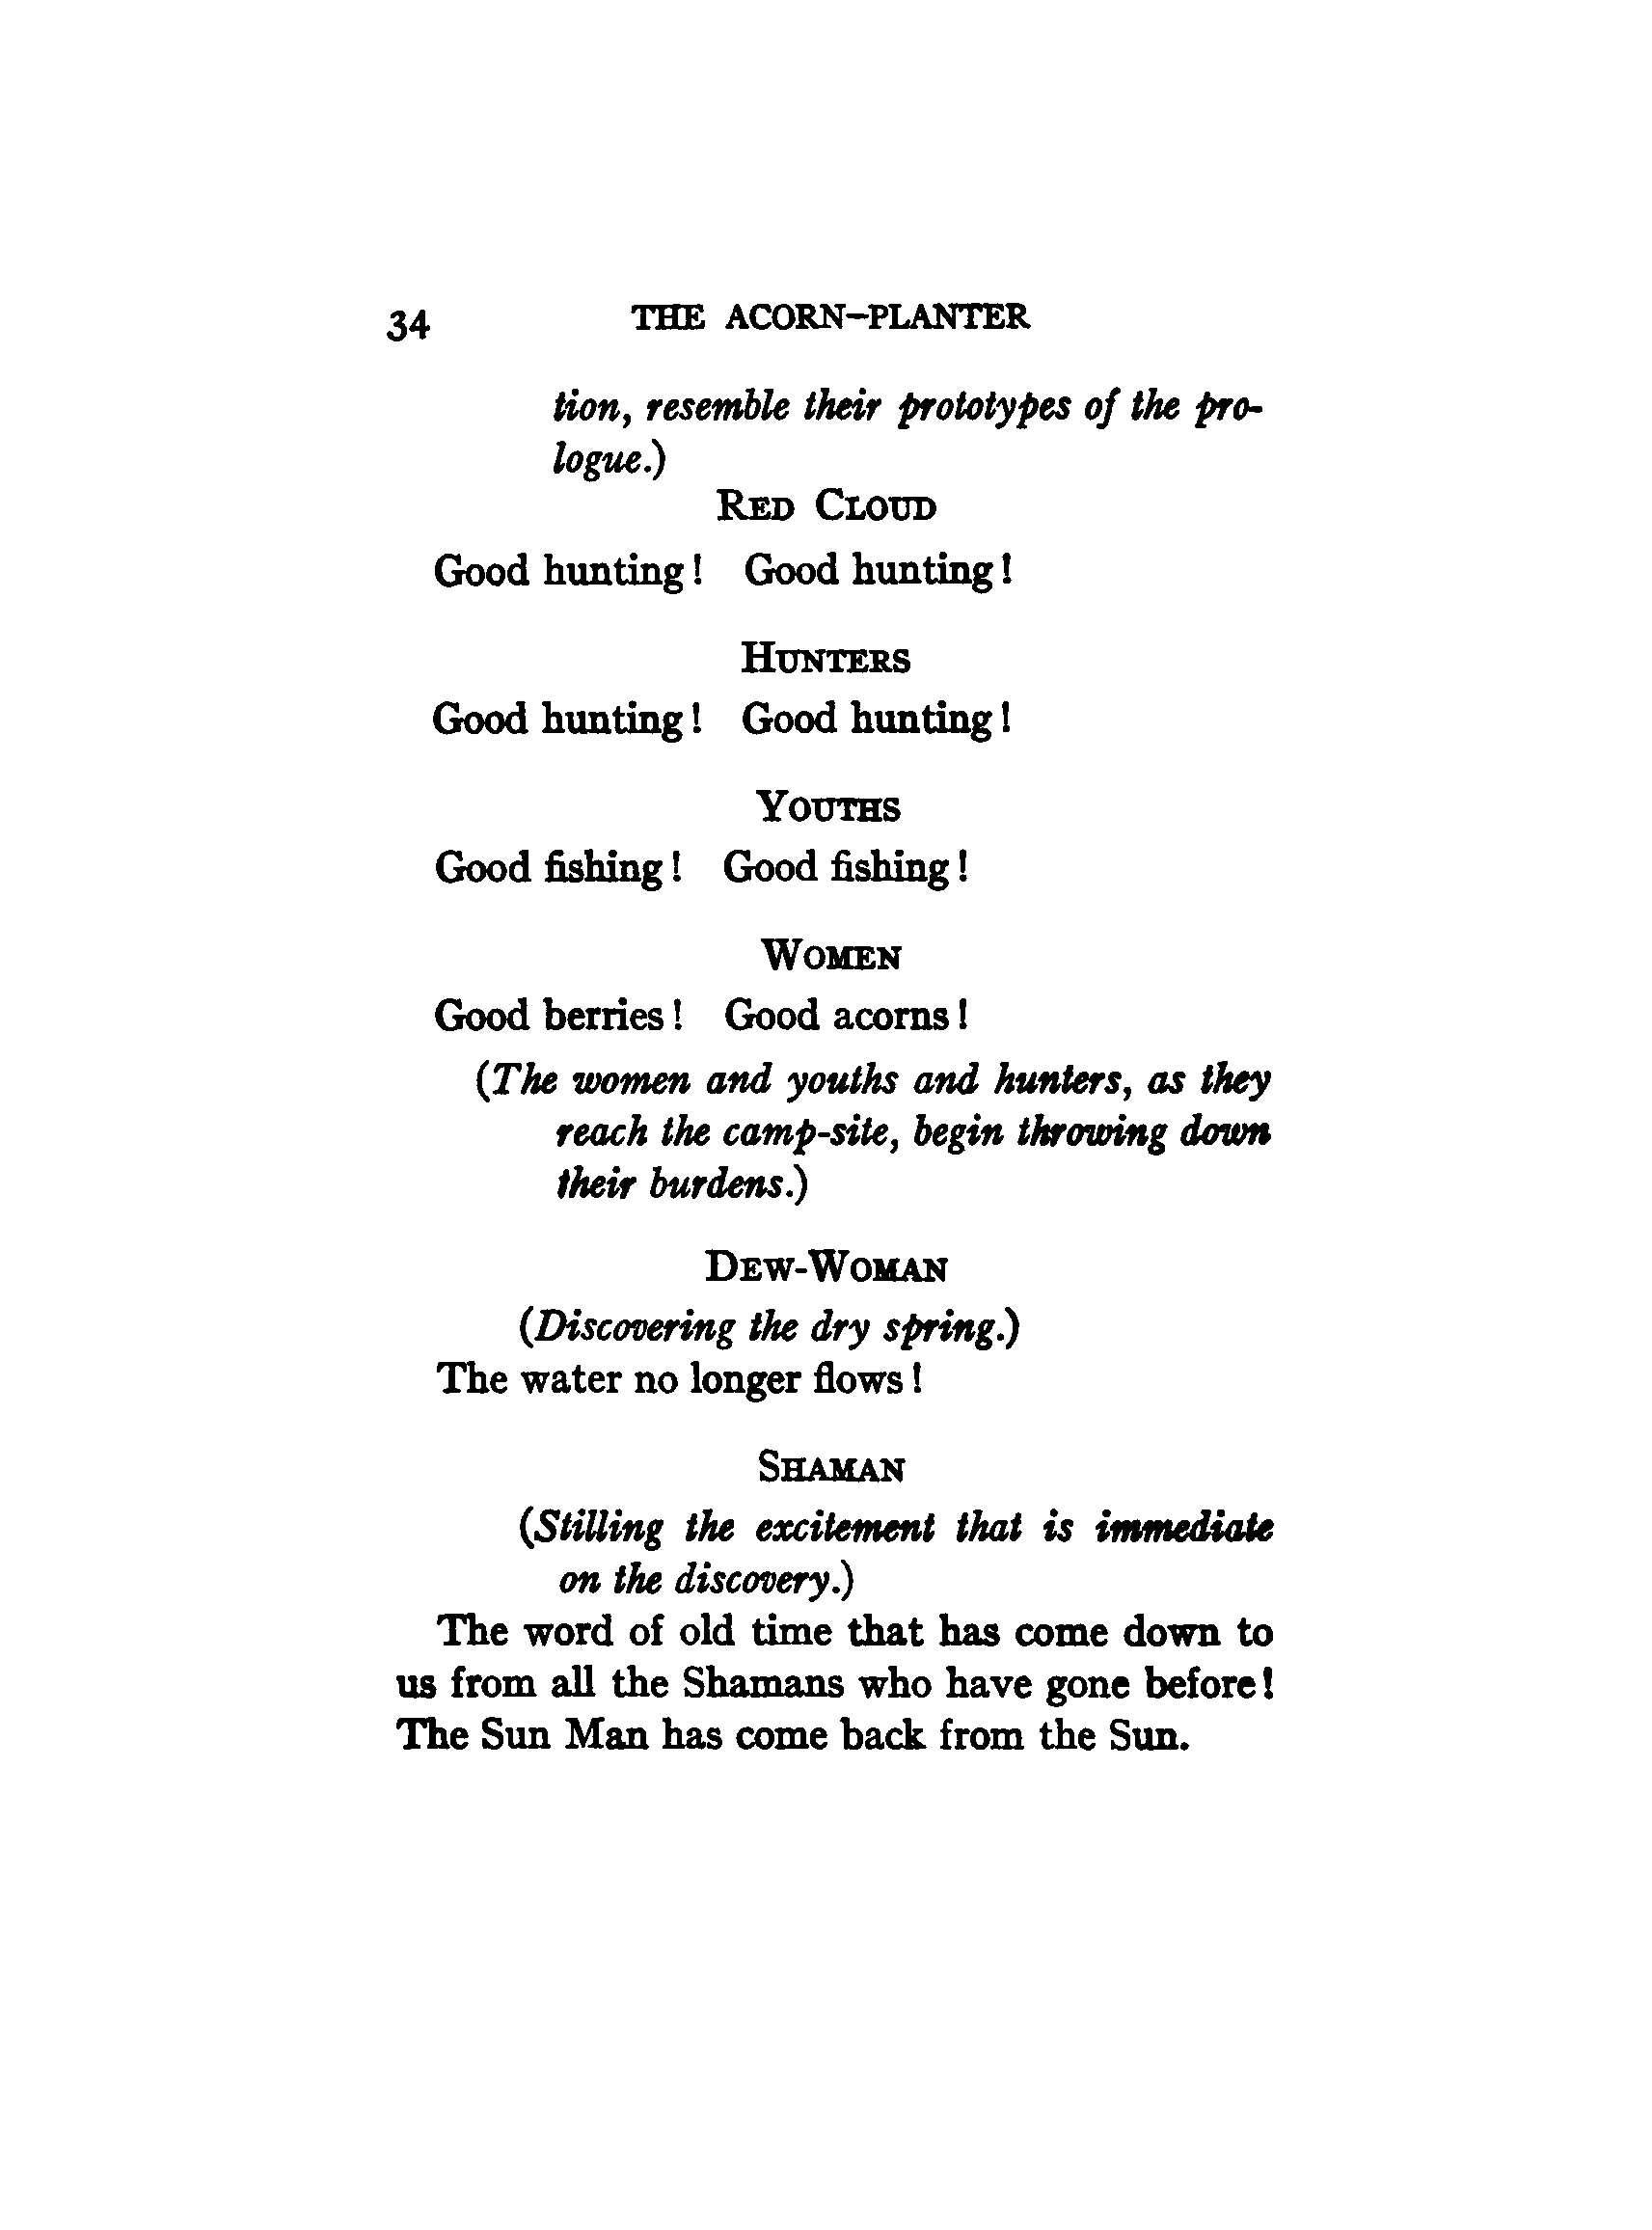 34 THE ACORN-PLANTER
tion, resemble their prototypes of the pro-
logue.)
RED CLOUD
Good hunting! Good hunting!
HUNTERS
Good hunting! Good hunting!
YOUTHS
Good fishing! Good fishing!
WOMEN
Good berries! Good acorns!
(The women and youths and hunters, as they
reach the camp-site, begin throwing down
their burdens.)
DEW-WOMAN
(Discovering the dry spring.)
The water no longer flows!
SHAMAN
(Stilling the excitement that is immediate
on the discovery.)
The word of old time that has come down to
us from all the Shamans who have gone before!
The Sun Man has come back from the Sun.